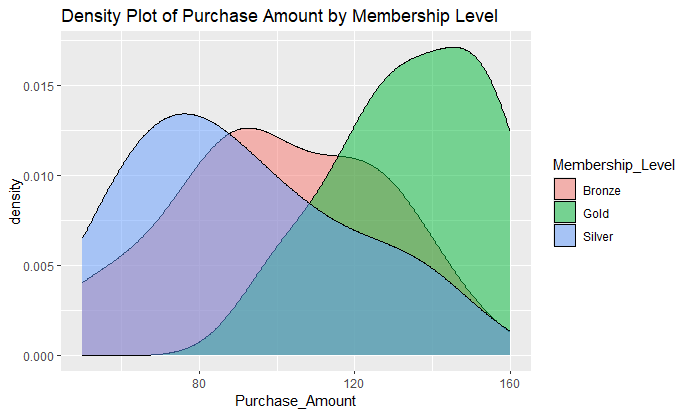 Density Plot of Purchase Amount by Membership Level
0.015
0.010
0.005
0.000
density
80
120
160
Purchase_Amount
Membership_Level
Bronze
Gold
Silver